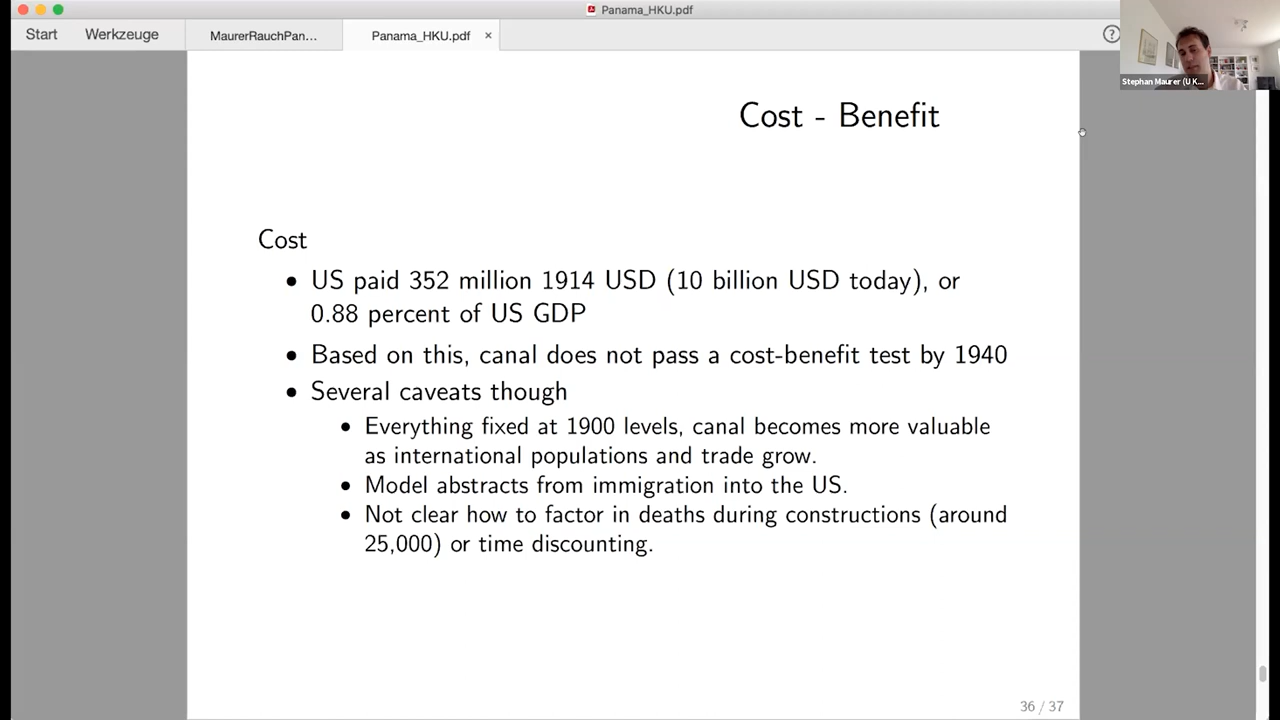 Panama_HKU.pdf
Start
Werkzeuge
MaurerRauchPan...
Panama_HKU.pdf
×
?
Stephan Maurer (U K...
Cost - Benefit
Cost
• US paid 352 million 1914 USD (10 billion USD today), or
0.88 percent of US GDP
• Based on this, canal does not pass a cost-benefit test by 1940
• Several caveats though
• Everything fixed at 1900 levels, canal becomes more valuable
as international populations and trade grow.
• Model abstracts from immigration into the US.
• Not clear how to factor in deaths during constructions (around
25,000) or time discounting.
36 / 37